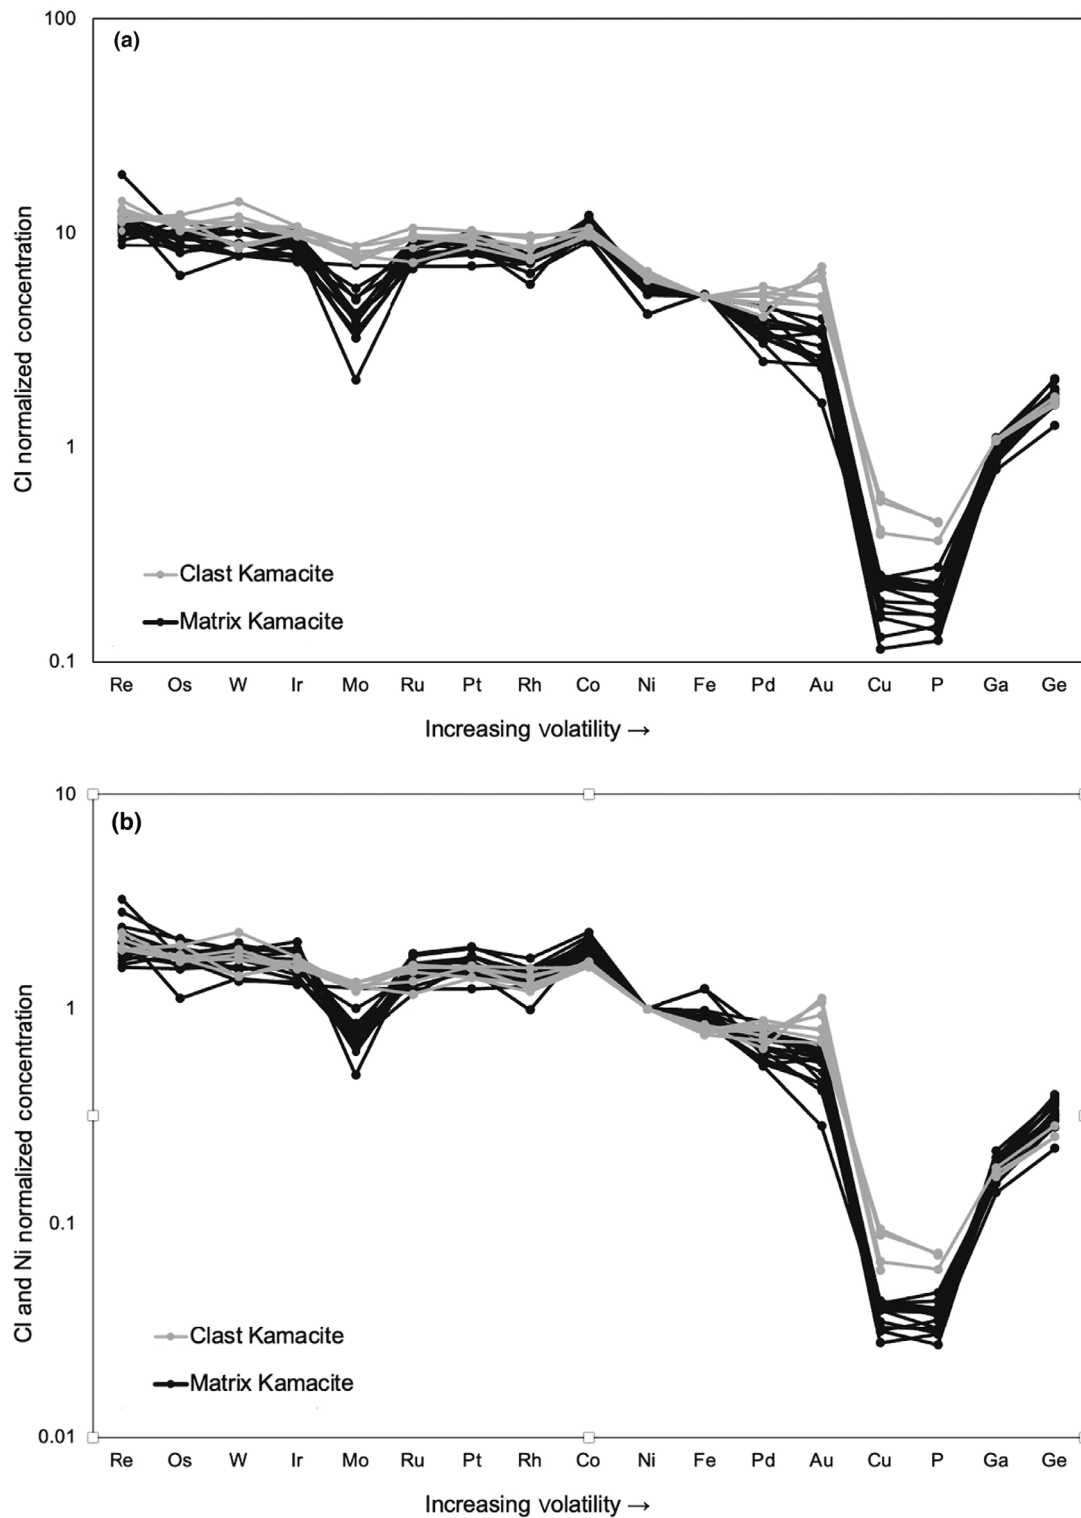 (a)
100
10
1
0.1
CI normalized concentration
Clast Kamacite
Matrix Kamacite
Re Os W Ir Mo Ru Pt Rh Co Ni Fe Pd Au Cu P Ga Ge
Increasing volatility →
(b)
10
1
0.1
0.01
CI and Ni normalized concentration
Clast Kamacite
Matrix Kamacite
Re Os W Ir Mo Ru Pt Rh Co Ni Fe Pd Au Cu P Ga Ge
Increasing volatility →